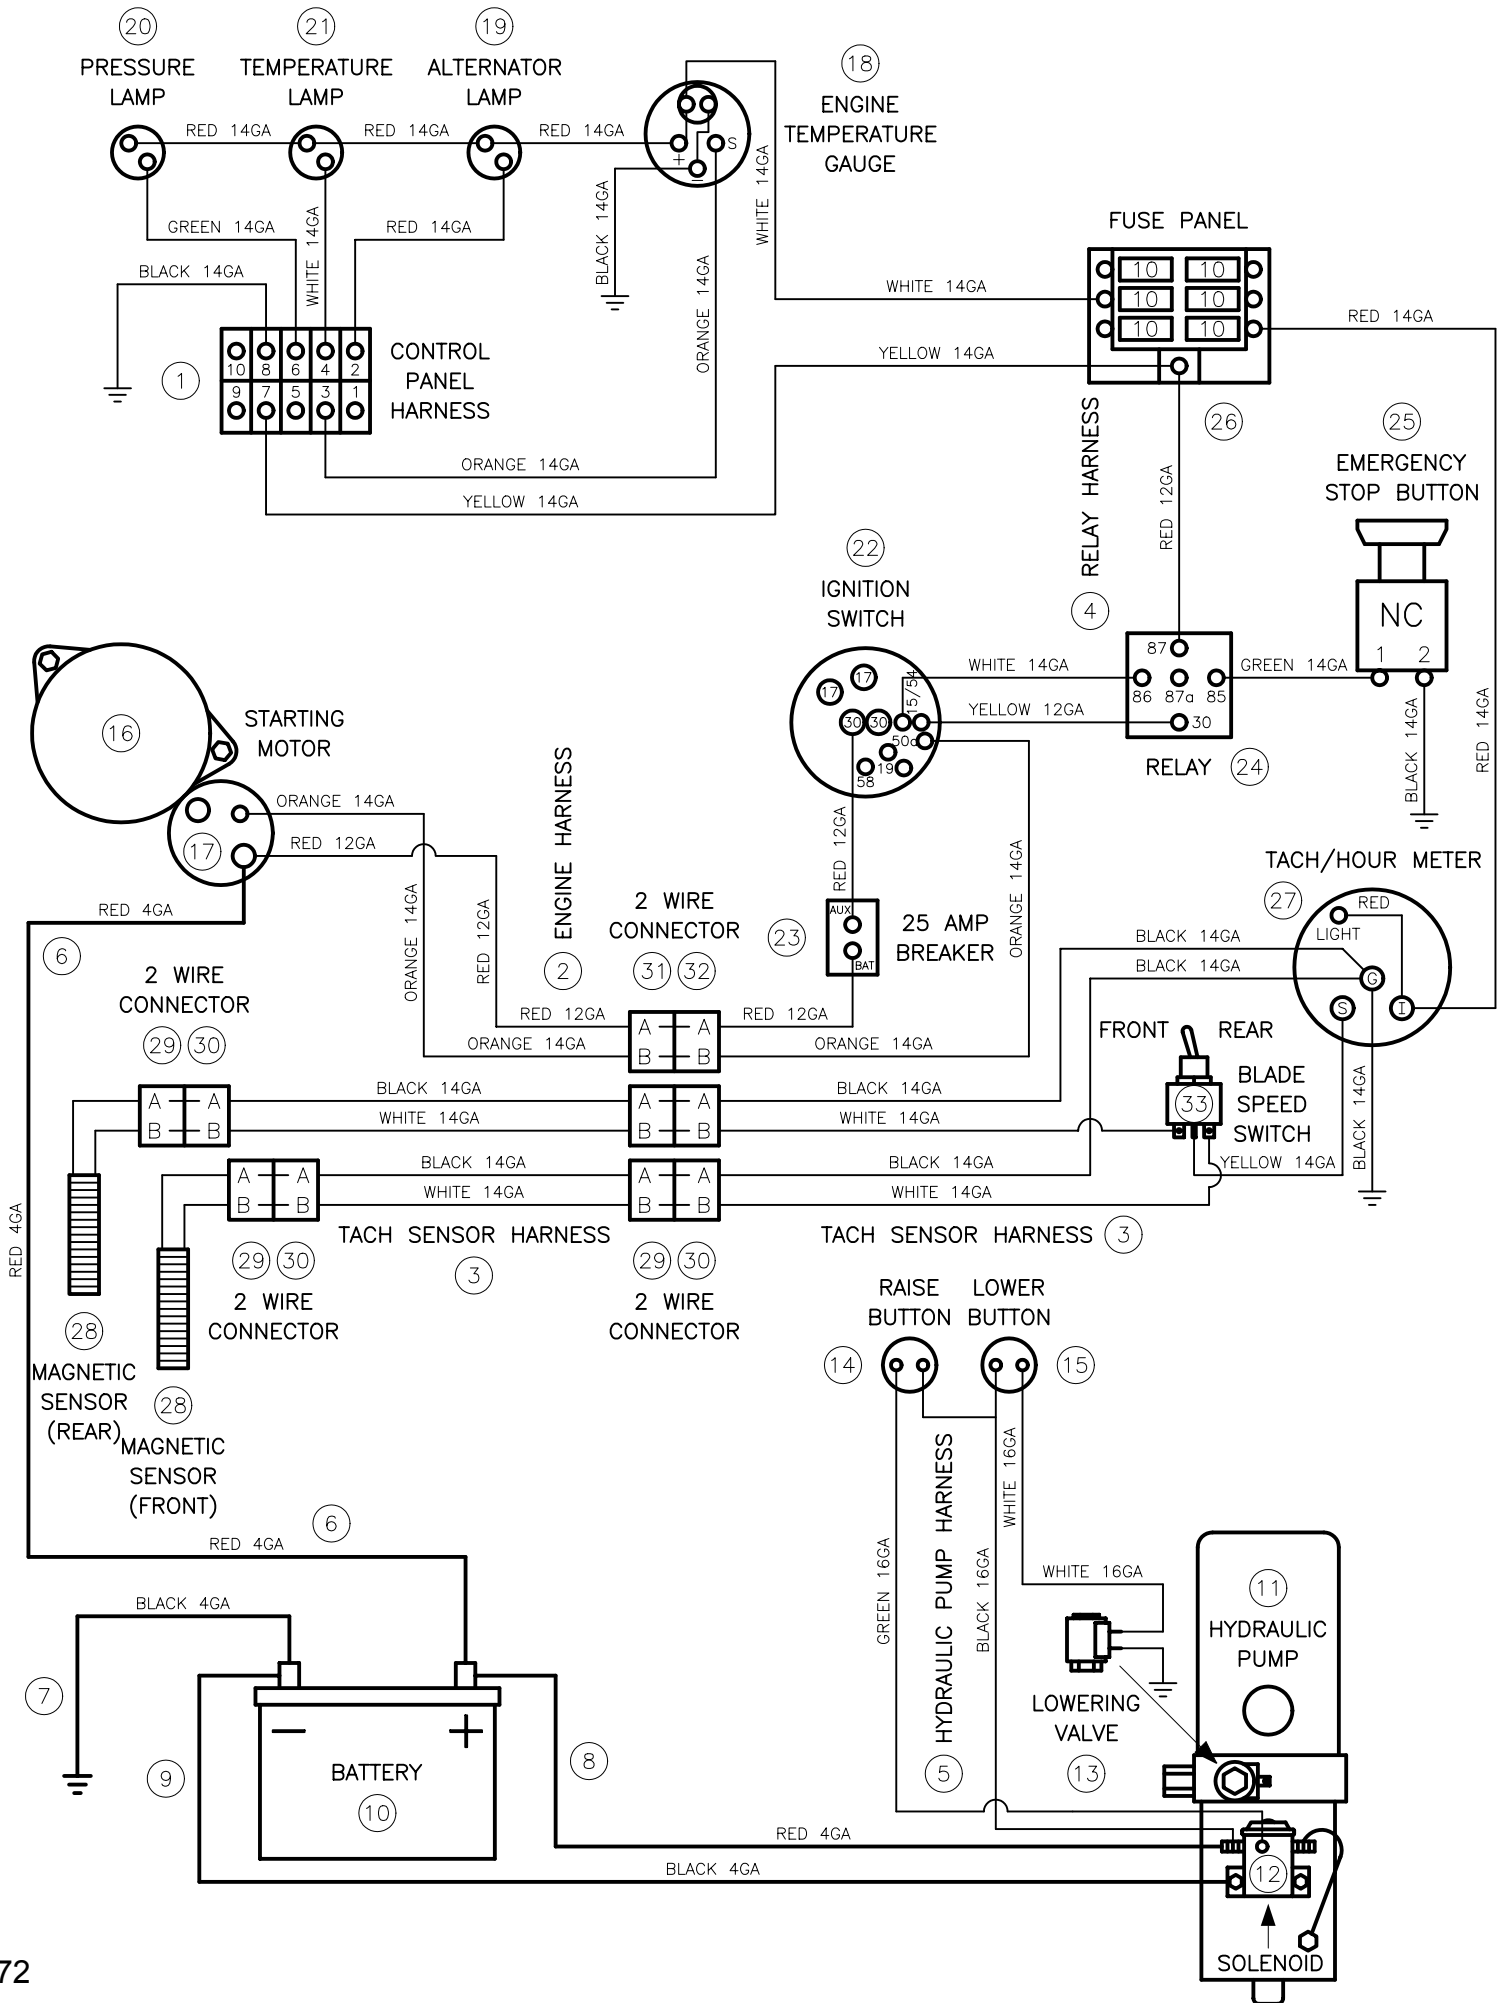 20
PRESSURE
LAMP
21
TEMPERATURE
LAMP
19
ALTERNATOR
LAMP
18
ENGINE
TEMPERATURE
GAUGE
RED 14GA
RED 14GA
RED 14GA
+
S
–
GREEN 14GA
WHITE 14GA
RED 14GA
BLACK 14GA
BLACK 14GA
ORANGE 14GA
WHITE 14GA
10 8 6 4 2
9 7 5 3 1
1
CONTROL
PANEL
HARNESS
ORANGE 14GA
YELLOW 14GA
WHITE 14GA
YELLOW 14GA
FUSE PANEL
10 10
10 10
10 10
26
RED 14GA
RED 14GA
RELAY HARNESS
4
RED 12GA
25
EMERGENCY
STOP BUTTON
NC
1 2
GREEN 14GA
BLACK 14GA
87
86 87a 85
30
RELAY
24
22
IGNITION
SWITCH
17
17
30
30
15/54
50a
19
58
WHITE 14GA
YELLOW 12GA
RED 12GA
ORANGE 14GA
AUX
BAT
23
25 AMP
BREAKER
16
STARTING
MOTOR
17
ORANGE 14GA
RED 12GA
RED 4GA
6
ORANGE 14GA
RED 12GA
ENGINE HARNESS
2
2 WIRE
CONNECTOR
31 32
RED 12GA
ORANGE 14GA
A A
B B
RED 12GA
ORANGE 14GA
2 WIRE
CONNECTOR
29 30
A A
B B
BLACK 14GA
WHITE 14GA
A A
B B
BLACK 14GA
WHITE 14GA
A A
B B
BLACK 14GA
WHITE 14GA
A A
B B
BLACK 14GA
WHITE 14GA
TACH/HOUR METER
27
RED
LIGHT
G
S
I
BLACK 14GA
BLACK 14GA
BLACK 14GA
FRONT
REAR
33
BLADE
SPEED
SWITCH
YELLOW 14GA
TACH SENSOR HARNESS
3
TACH SENSOR HARNESS
3
29 30
2 WIRE
CONNECTOR
29 30
2 WIRE
CONNECTOR
RED 4GA
28
MAGNETIC
SENSOR
(REAR)
28
MAGNETIC
SENSOR
(FRONT)
RAISE
BUTTON
LOWER
BUTTON
14
15
GREEN 16GA
HYDRAULIC PUMP HARNESS
5
BLACK 16GA
WHITE 16GA
WHITE 16GA
LOWERING
VALVE
13
11
HYDRAULIC
PUMP
12
SOLENOID
6
RED 4GA
BLACK 4GA
7
9
– +
BATTERY
10
8
RED 4GA
BLACK 4GA
72